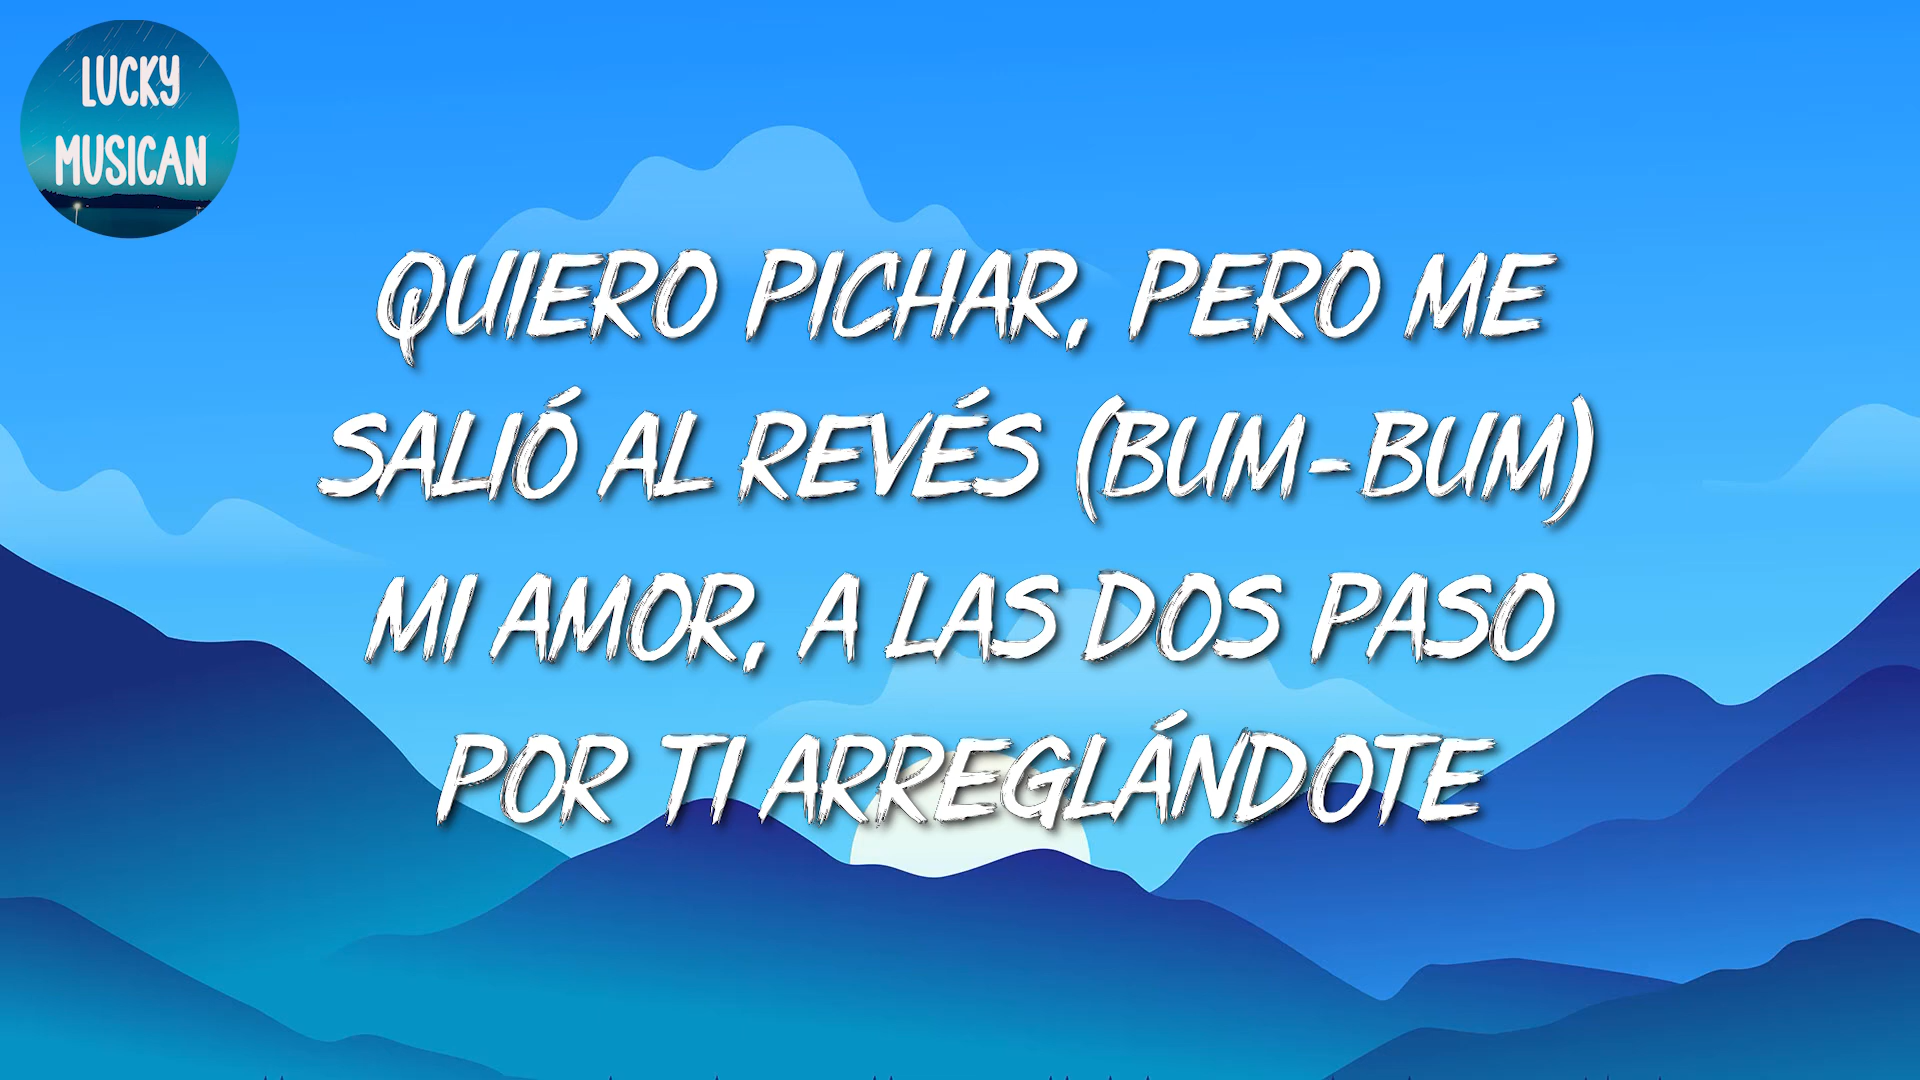 LUCKY
MUSICAN
QUIERO PICHAR, PERO ME
SALIÓ AL REVÉS (BUM-BUM)
MI AMOR, A LAS DOS PASO
POR TI ARREGLÁNDOTE